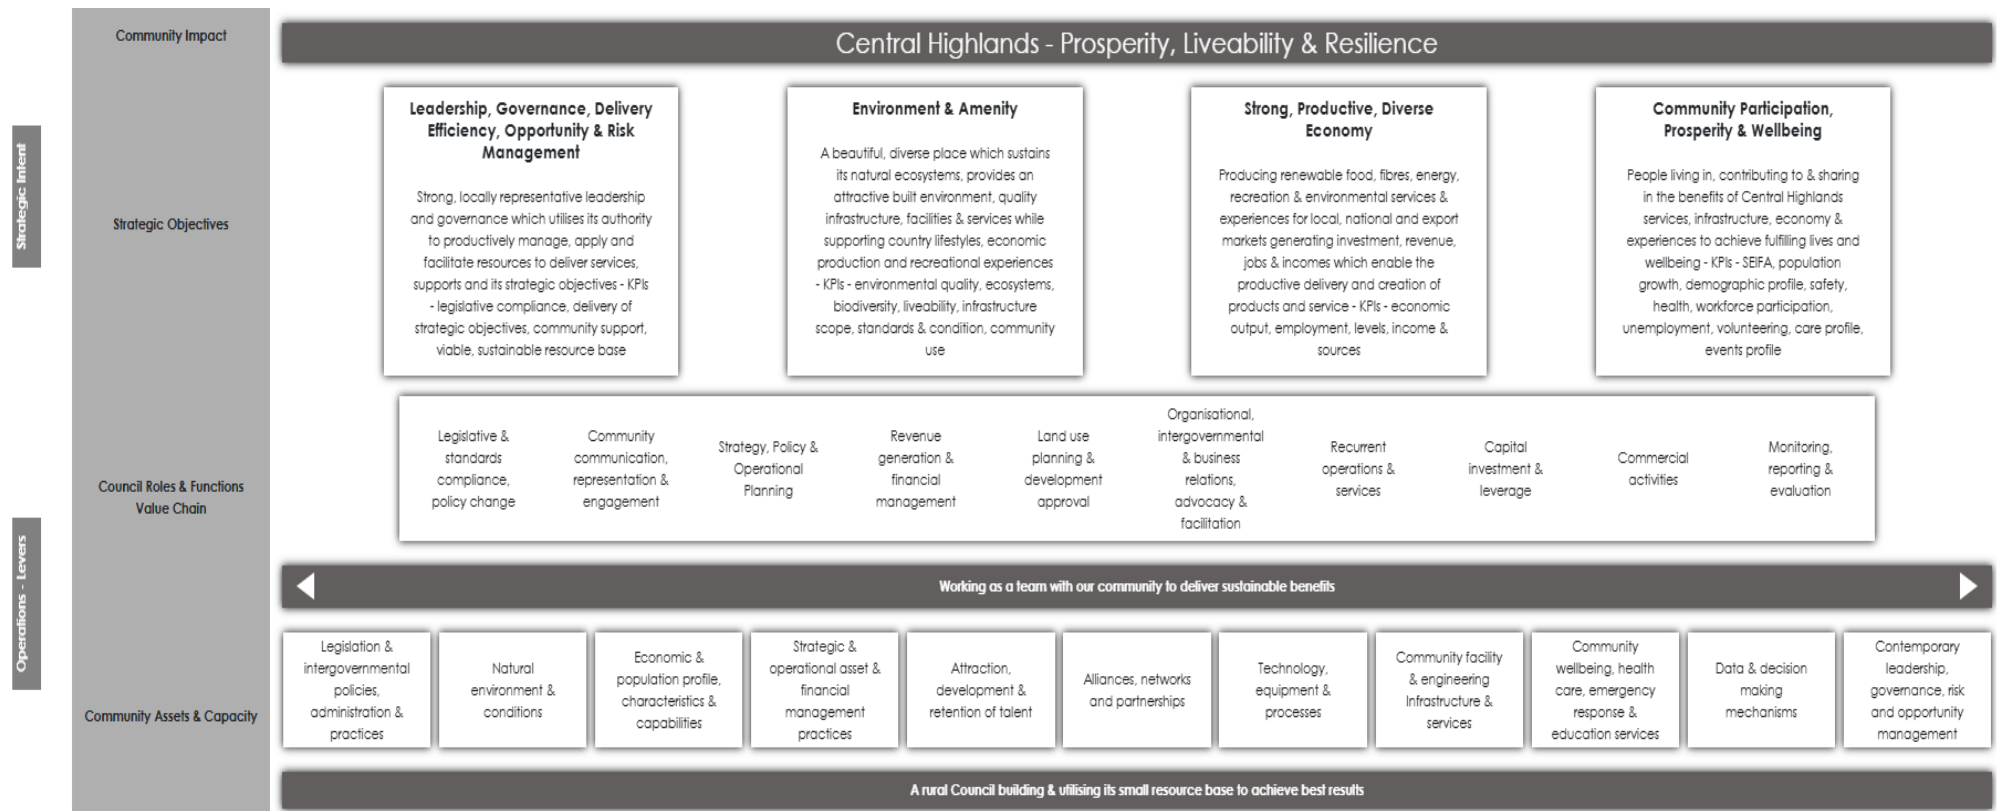 Community Impact
Central Highlands - Prosperity, Liveability & Resilience
Strategic Intent
Strategic Objectives
Leadership, Governance, Delivery
Efficiency, Opportunity & Risk
Management
Strong, locally representative leadership
and governance which utilises its authority
to productively manage, apply and
facilitate resources to deliver services,
supports and its strategic objectives - KPIs
- legislative compliance, delivery of
strategic objectives, community support,
viable, sustainable resource base
Environment & Amenity
A beautiful, diverse place which sustains
its natural ecosystems, provides an
attractive built environment, quality
infrastructure, facilities & services while
supporting country lifestyles, economic
production and recreational experiences
- KPIs - environmental quality, ecosystems,
biodiversity, liveability, infrastructure
scope, standards & condition, community
use
Strong, Productive, Diverse
Economy
Producing renewable food, fibres, energy,
recreation & environmental services &
experiences for local, national and export
markets generating investment, revenue,
jobs & incomes which enable the
productive delivery and creation of
products and service - KPIs - economic
output, employment, levels, income &
sources
Community Participation,
Prosperity & Wellbeing
People living in, contributing to & sharing
in the benefits of Central Highlands
services, infrastructure, economy &
experiences to achieve fulfilling lives and
wellbeing - KPIs - SEIFA, population
growth, demographic profile, safety,
health, workforce participation,
unemployment, volunteering, care profile,
events profile
Operations - Levers
Council Roles & Functions
Value Chain
Legislative &
standards
compliance,
policy change
Community
communication,
representation &
engagement
Strategy, Policy &
Operational
Planning
Revenue
generation &
financial
management
Land use
planning &
development
approval
Organisational,
intergovernmental
& business
relations,
advocacy &
facilitation
Recurrent
operations &
services
Capital
investment &
leverage
Commercial
activities
Monitoring,
reporting &
evaluation
Working as a team with our community to deliver sustainable benefits
Community Assets & Capacity
Legislation &
intergovernmental
policies,
administration &
practices
Natural
environment &
conditions
Economic &
population profile,
characteristics &
capabilities
Strategic &
operational asset &
financial
management
practices
Attraction,
development &
retention of talent
Alliances, networks
and partnerships
Technology,
equipment &
processes
Community facility
& engineering
Infrastructure &
services
Community
wellbeing, health
care, emergency
response &
education services
Data & decision
making
mechanisms
Contemporary
leadership,
governance, risk
and opportunity
management
A rural Council building & utilising its small resource base to achieve best results